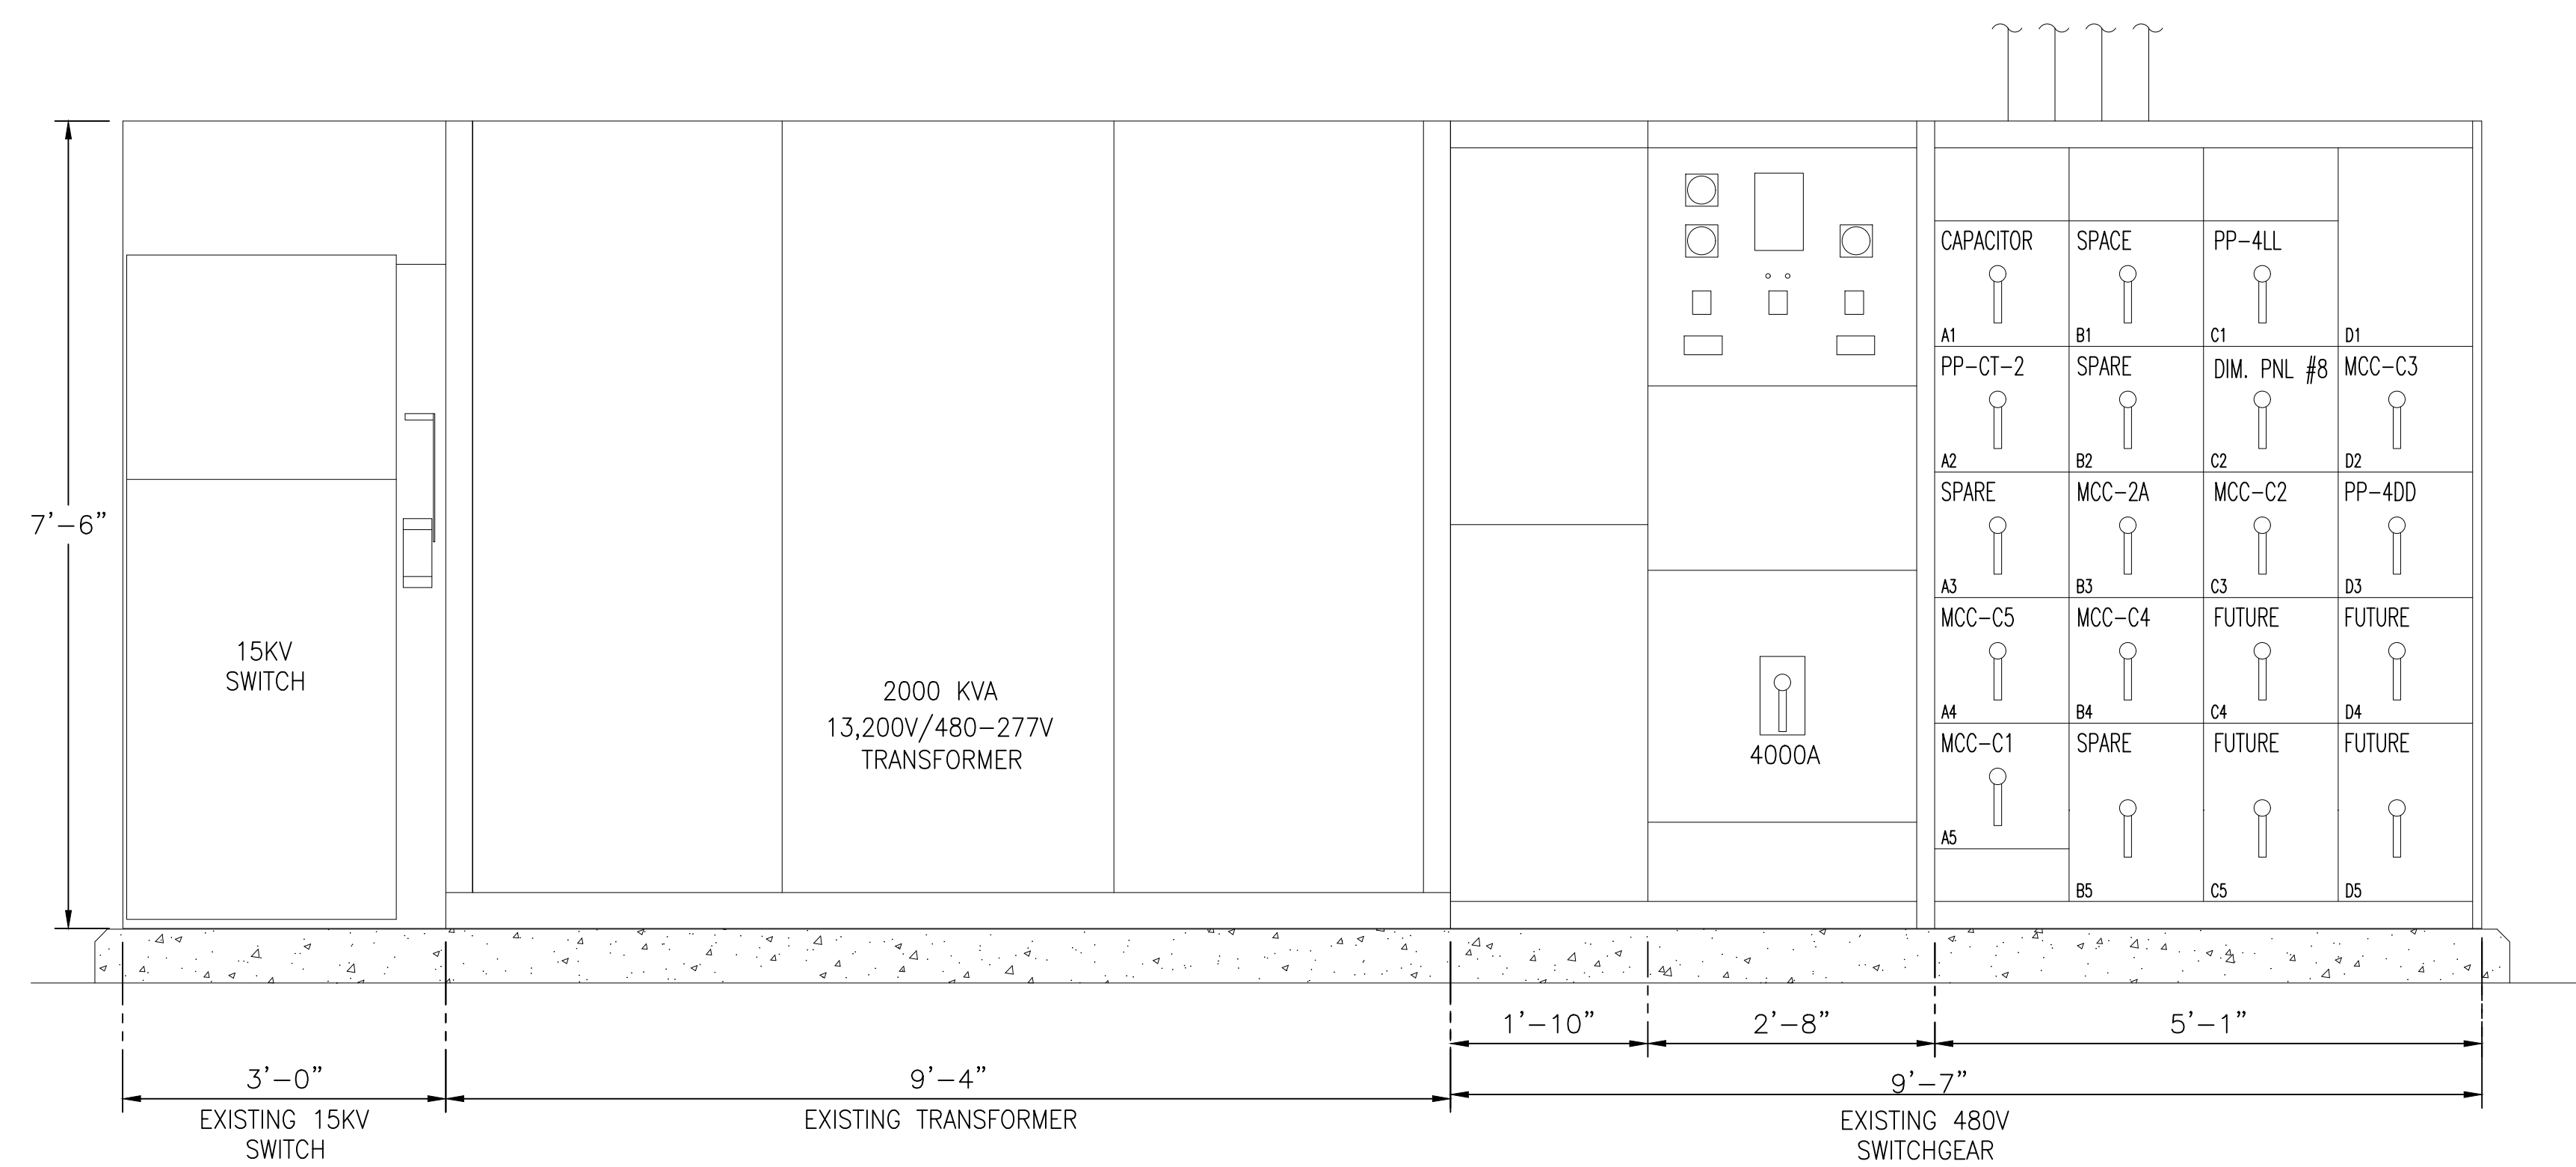 7'-6"
15KV
SWITCH
2000 KVA
13,200V/480-277V
TRANSFORMER
4000A
CAPACITOR
A1
SPACE
B1
PP-4LL
C1
D1
PP-CT-2
A2
SPARE
B2
DIM. PNL #8
C2
MCC-C3
D2
SPARE
A3
MCC-2A
B3
MCC-C2
C3
PP-4DD
D3
MCC-C5
A4
MCC-C4
B4
FUTURE
C4
FUTURE
D4
MCC-C1
A5
SPARE
B5
FUTURE
C5
FUTURE
D5
1'-10"
2'-8"
5'-1"
3'-0"
EXISTING 15KV
SWITCH
9'-4"
EXISTING TRANSFORMER
9'-7"
EXISTING 480V
SWITCHGEAR